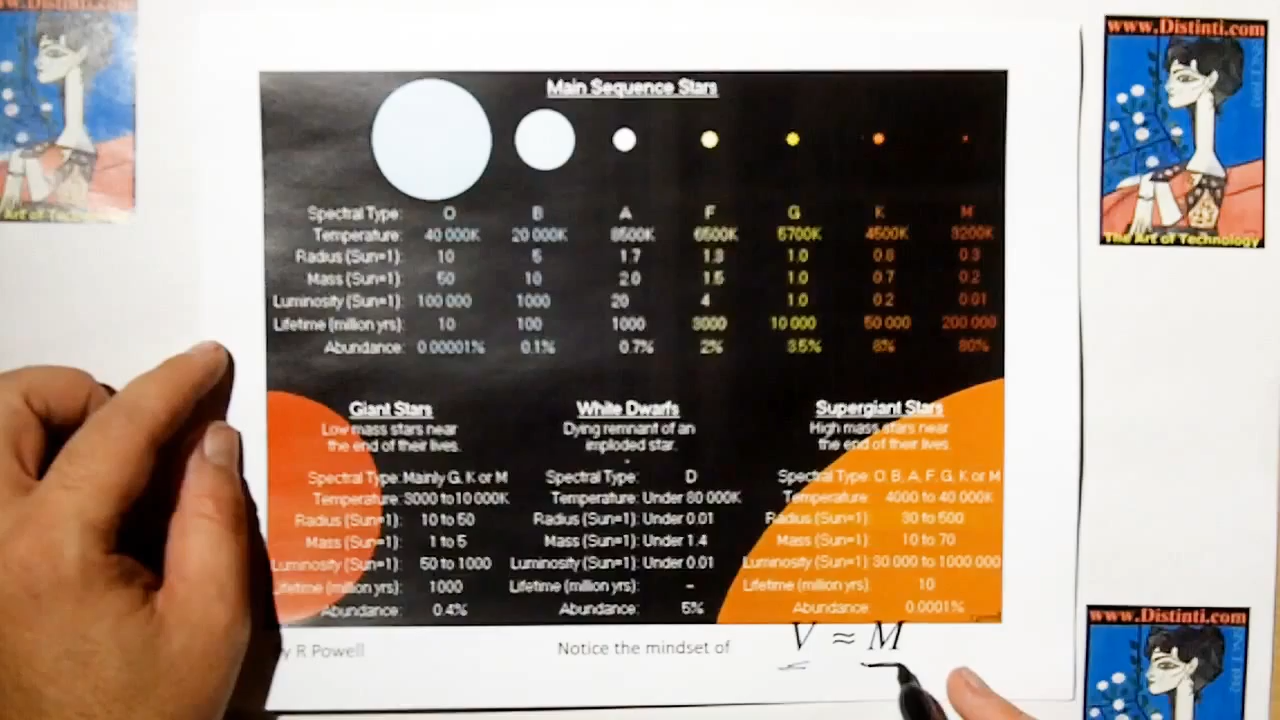 www.Distinti.com
www.Distinti.com
Art of Technology
The Art of Technology
Main Sequence Stars
Spectral Type: O B A F G K M
Temperature: 40 000K 20 000K 8500K 6500K 5700K 4500K 3200K
Radius (Sun=1): 10 5 1.7 1.3 1.0 0.8 0.3
Mass (Sun=1): 50 10 2.0 1.5 1.0 0.7 0.2
Luminosity (Sun=1): 100 000 1000 20 4 1.0 0.2 0.01
Lifetime (million yrs): 10 100 1000 3000 10 000 50 000 200 000
Abundance: 0.00001% 0.1% 0.7% 2% 3.5% 8% 80%
Giant Stars
Low mass stars near
the end of their lives.
Spectral Type: Mainly G, K or M
Temperature: 3000 to 10 000K
Radius (Sun=1): 10 to 50
Mass (Sun=1): 1 to 5
Luminosity (Sun=1): 50 to 1000
Lifetime (million yrs): 1000
Abundance: 0.4%
White Dwarfs
Dying remnant of an
imploded star.
Spectral Type: D
Temperature: Under 80 000K
Radius (Sun=1): Under 0.01
Mass (Sun=1): Under 1.4
Luminosity (Sun=1): Under 0.01
Lifetime (million yrs): -
Abundance: 5%
Supergiant Stars
High mass stars near
the end of their lives.
Spectral Type: O, B, A, F, G, K or M
Temperature: 4000 to 40 000K
Radius (Sun=1): 30 to 500
Mass (Sun=1): 10 to 70
Luminosity (Sun=1): 30 000 to 1000 000
Lifetime (million yrs): 10
Abundance: 0.0001%
y R Powell
Notice the mindset of V ≈ M
www.Distinti.com